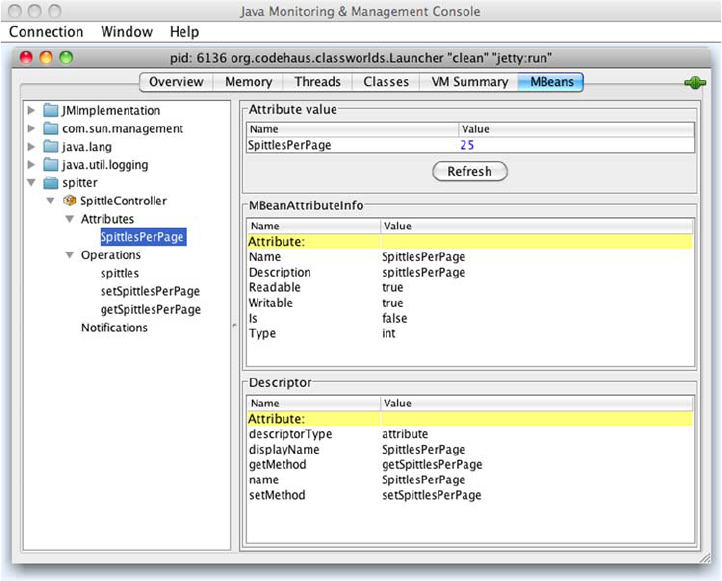 Java Monitoring & Management Console
Connection Window Help
pid: 6136 org.codehaus.classworlds.Launcher "clean" "jetty:run"
Overview Memory Threads Classes VM Summary MBeans
JMImplementation
com.sun.management
java.lang
java.util.logging
spitter
SpittleController
Attributes
SpittlesPerPage
Operations
spittles
setSpittlesPerPage
getSpittlesPerPage
Notifications
Attribute value
Name Value
SpittlesPerPage 25
Refresh
MBeanAttributeInfo
Name Value
Attribute:
Name SpittlesPerPage
Description spittlesPerPage
Readable true
Writable true
Is false
Type int
Descriptor
Name Value
Attribute:
descriptorType attribute
displayName SpittlesPerPage
getMethod getSpittlesPerPage
name SpittlesPerPage
setMethod setSpittlesPerPage